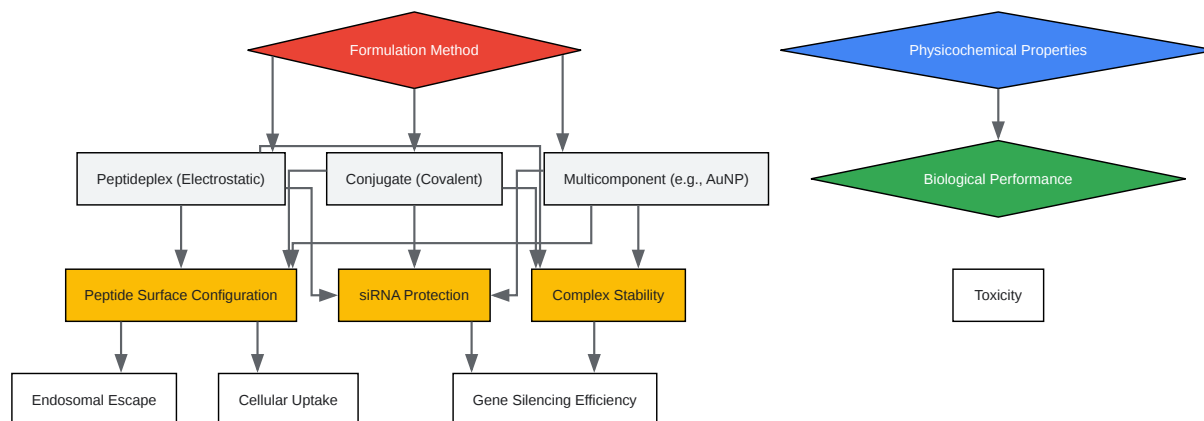 Formulation Method
Physicochemical Properties
Peptideplex (Electrostatic)
Conjugate (Covalent)
Multicomponent (e.g., AuNP)
Biological Performance
Peptide Surface Configuration
siRNA Protection
Complex Stability
Toxicity
Endosomal Escape
Cellular Uptake
Gene Silencing Efficiency